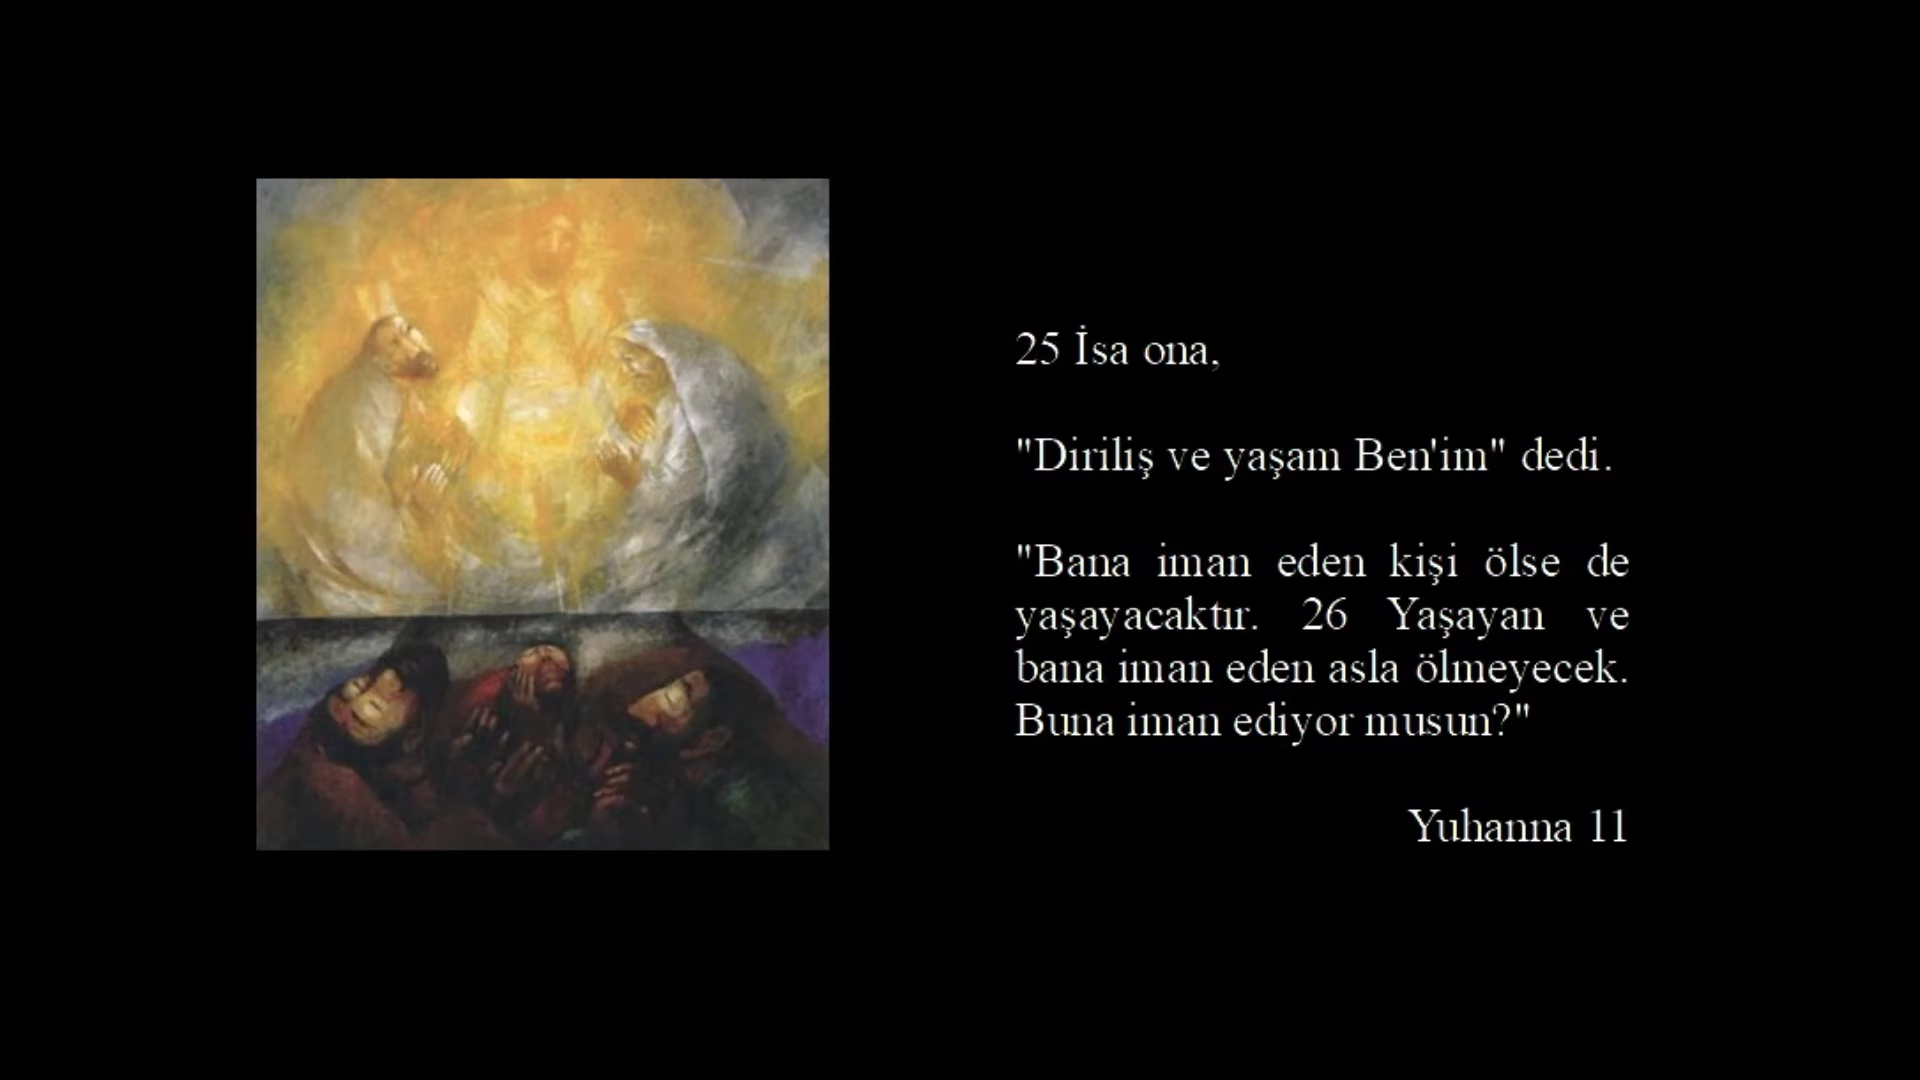 25 İsa ona,
"Diriliş ve yaşam Ben'im" dedi.
"Bana iman eden kişi ölse de
yaşayacaktır. 26 Yaşayan ve
bana iman eden asla ölmeyecek.
Buna iman ediyor musun?"
Yuhanna 11